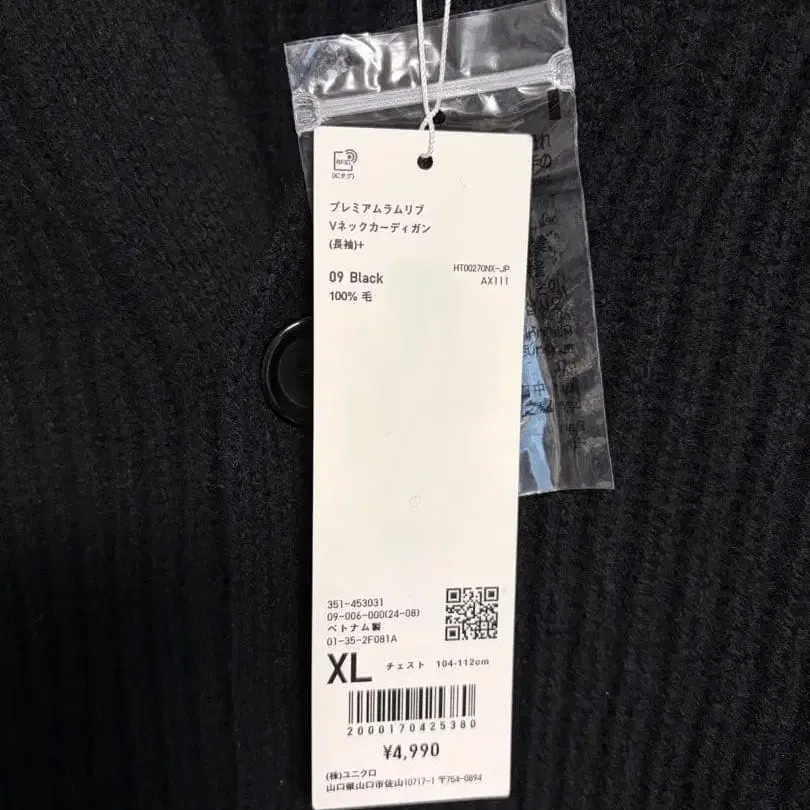 RFID
(ICタグ)
プレミアムラムリブ
Vネックカーディガン
(長袖)+
HT00270NX-JP
09 Black
AX111
100% 毛
351-453031
09-006-000(24-08)
ベトナム製
01-35-2F081A
XL チェスト 104-112cm
2000170425380
¥4,990
(株)ユニクロ
山口県山口市佐山10717-1 〒754-0894